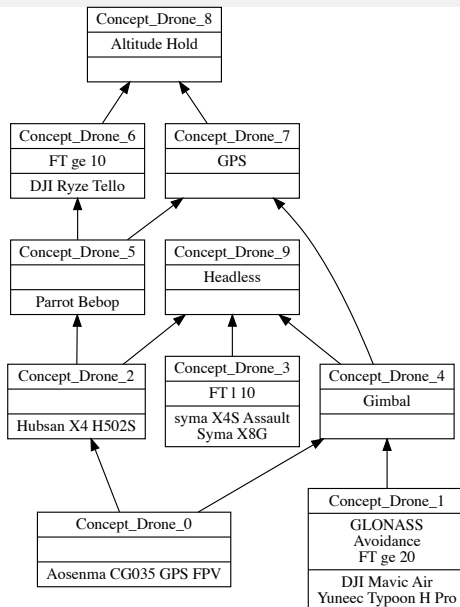 Concept_Drone_8
Altitude Hold
Concept_Drone_6
FT ge 10
DJI Ryze Tello
Concept_Drone_7
GPS
Concept_Drone_5
Parrot Bebop
Concept_Drone_9
Headless
Concept_Drone_2
Hubsan X4 H502S
Concept_Drone_3
FT l 10
syma X4S Assault
Syma X8G
Concept_Drone_4
Gimbal
Concept_Drone_0
Aosenma CG035 GPS FPV
Concept_Drone_1
GLONASS
Avoidance
FT ge 20
DJI Mavic Air
Yuneec Typoon H Pro